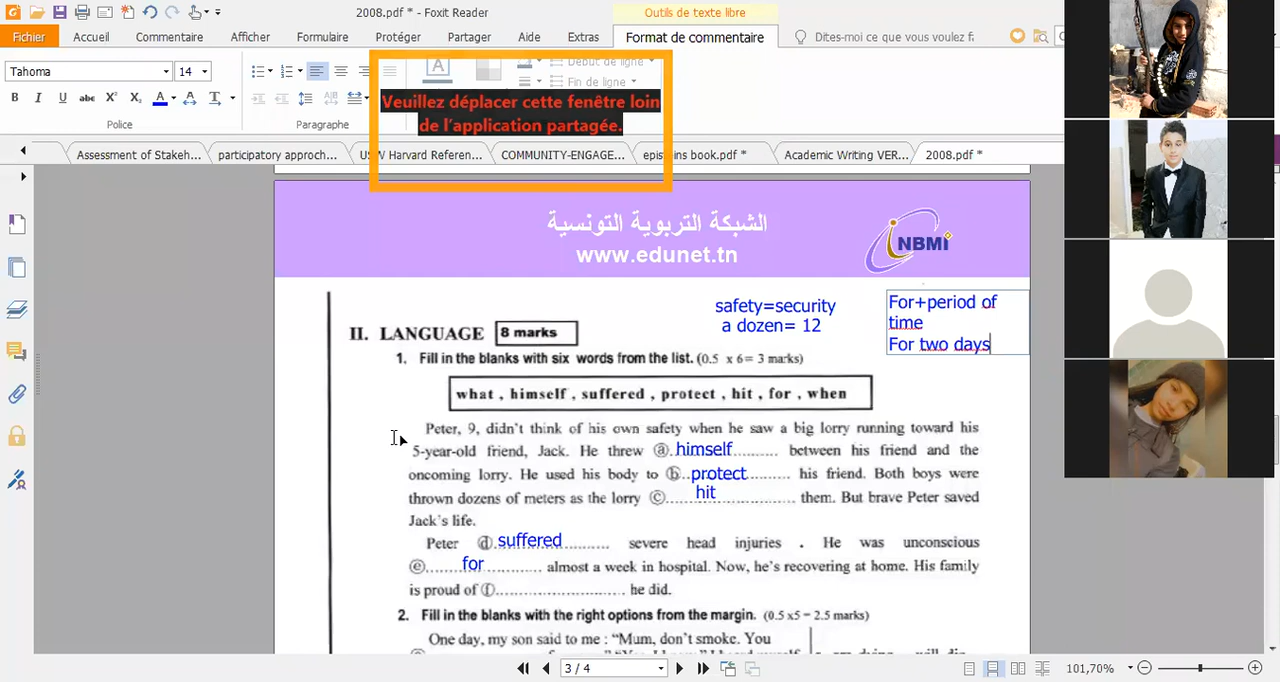 2008.pdf * - Foxit Reader
Outils de texte libre
Fichier
Accueil
Commentaire
Afficher
Formulaire
Protéger
Partager
Aide
Extras
Format de commentaire
Dites-moi ce que vous voulez fa
Tahoma
14
Début de ligne
Fin de ligne
Veuillez déplacer cette fenêtre loin
de l'application partagée.
Police
Paragraphe
Assessment of Stakeh...
participatory approch...
USW Harvard Referen...
COMMUNITY-ENGAGE...
episteins book.pdf *
Academic Writing VER...
2008.pdf *
الشبكة التربوية التونسية
www.edunet.tn
NBMI
safety=security
a dozen= 12
For+period of
time
For two days
II. LANGUAGE 8 marks
1. Fill in the blanks with six words from the list. (0.5 x 6= 3 marks)
what , himself , suffered , protect , hit , for , when
Peter, 9, didn't think of his own safety when he saw a big lorry running toward his
5-year-old friend, Jack. He threw ⓐ himself.......... between his friend and the
oncoming lorry. He used his body to ⓑ..protect.......... his friend. Both boys were
thrown dozens of meters as the lorry ⓒ hit.............................. them. But brave Peter saved
Jack's life.
Peter ⓓ suffered.......... severe head injuries . He was unconscious
ⓔ........for............ almost a week in hospital. Now, he's recovering at home. His family
is proud of ⓕ............................. he did.
2. Fill in the blanks with the right options from the margin. (0.5 x5 = 2.5 marks)
One day, my son said to me : "Mum, don't smoke. You
3 / 4
101,70%